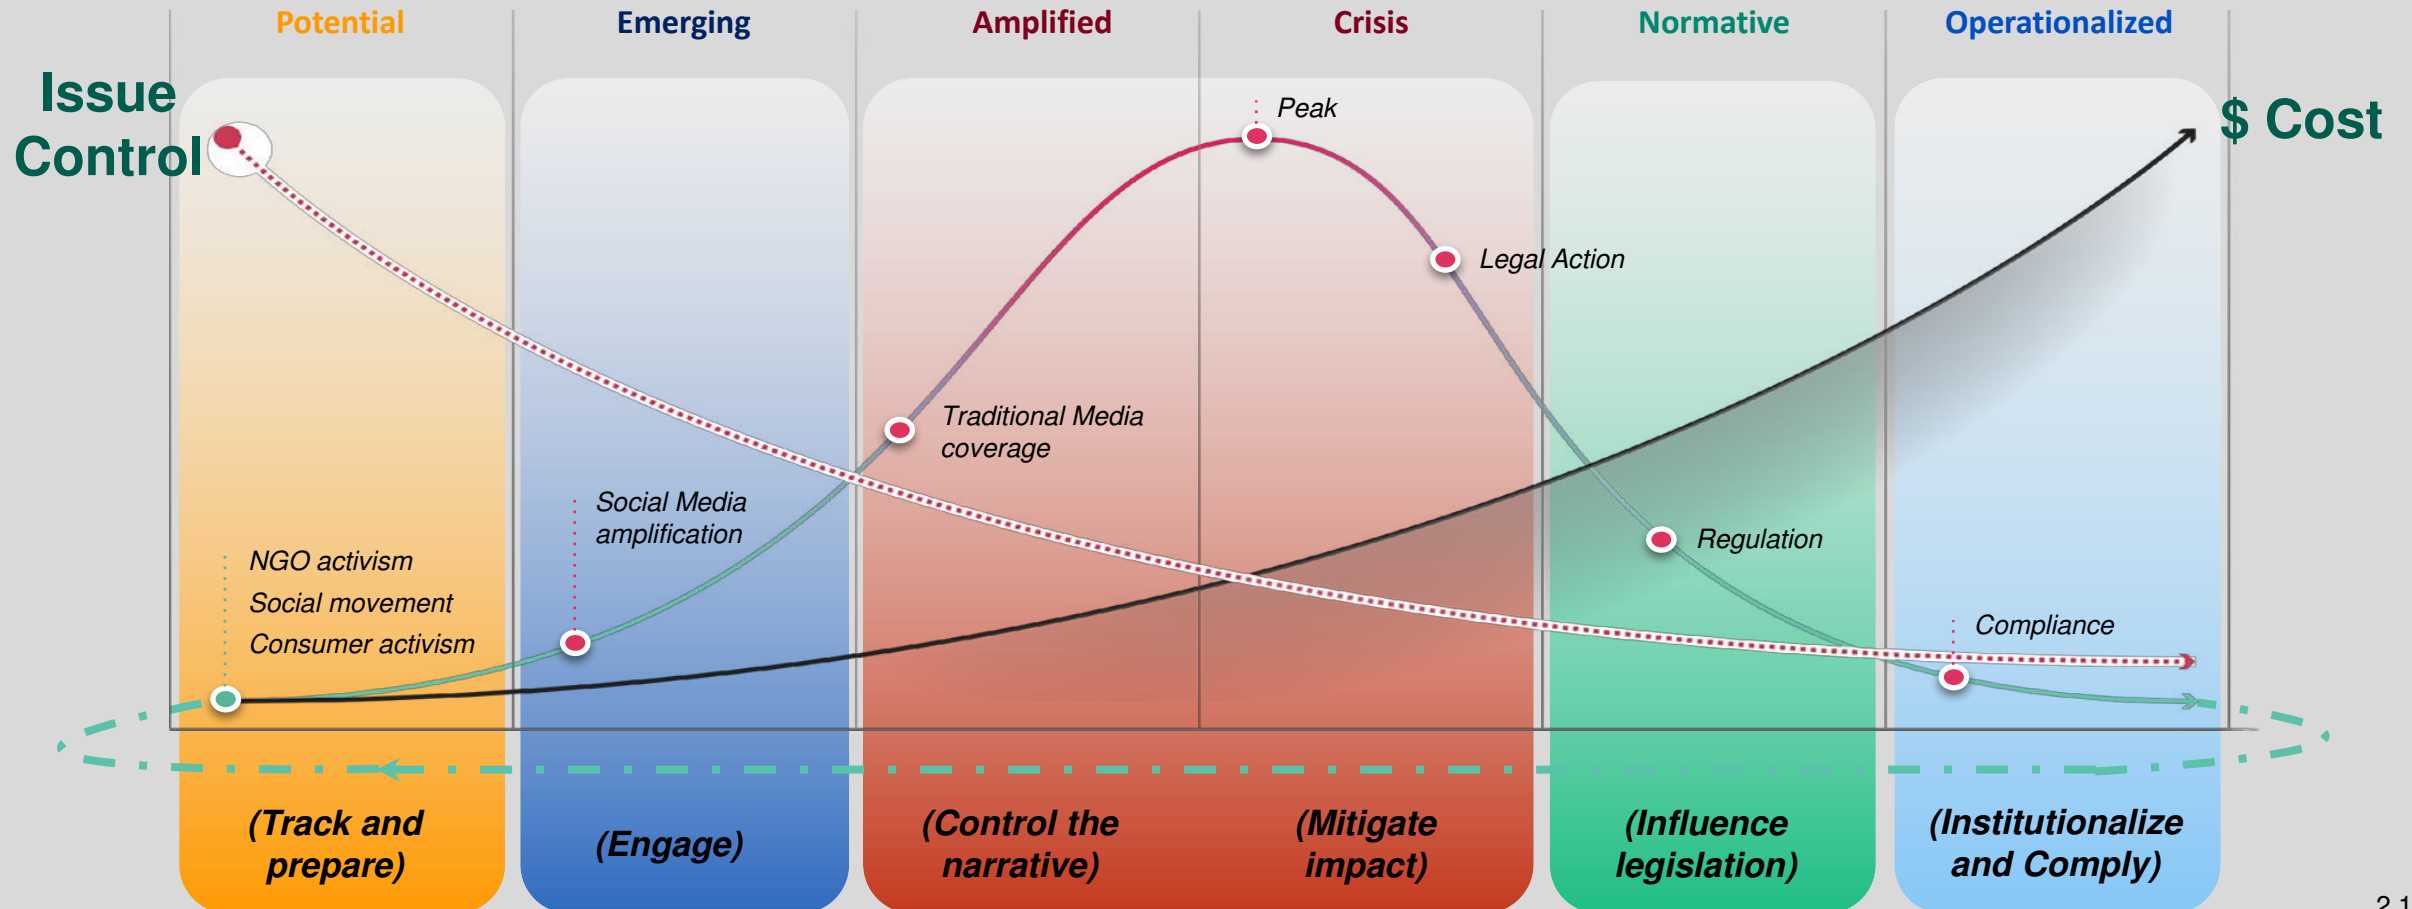 Potential
Emerging
Amplified
Crisis
Normative
Operationalized
Issue
Control
$ Cost
Peak
Legal Action
Traditional Media
coverage
Social Media
amplification
NGO activism
Social movement
Consumer activism
Regulation
Compliance
(Track and
prepare)
(Engage)
(Control the
narrative)
(Mitigate
impact)
(Influence
legislation)
(Institutionalize
and Comply)